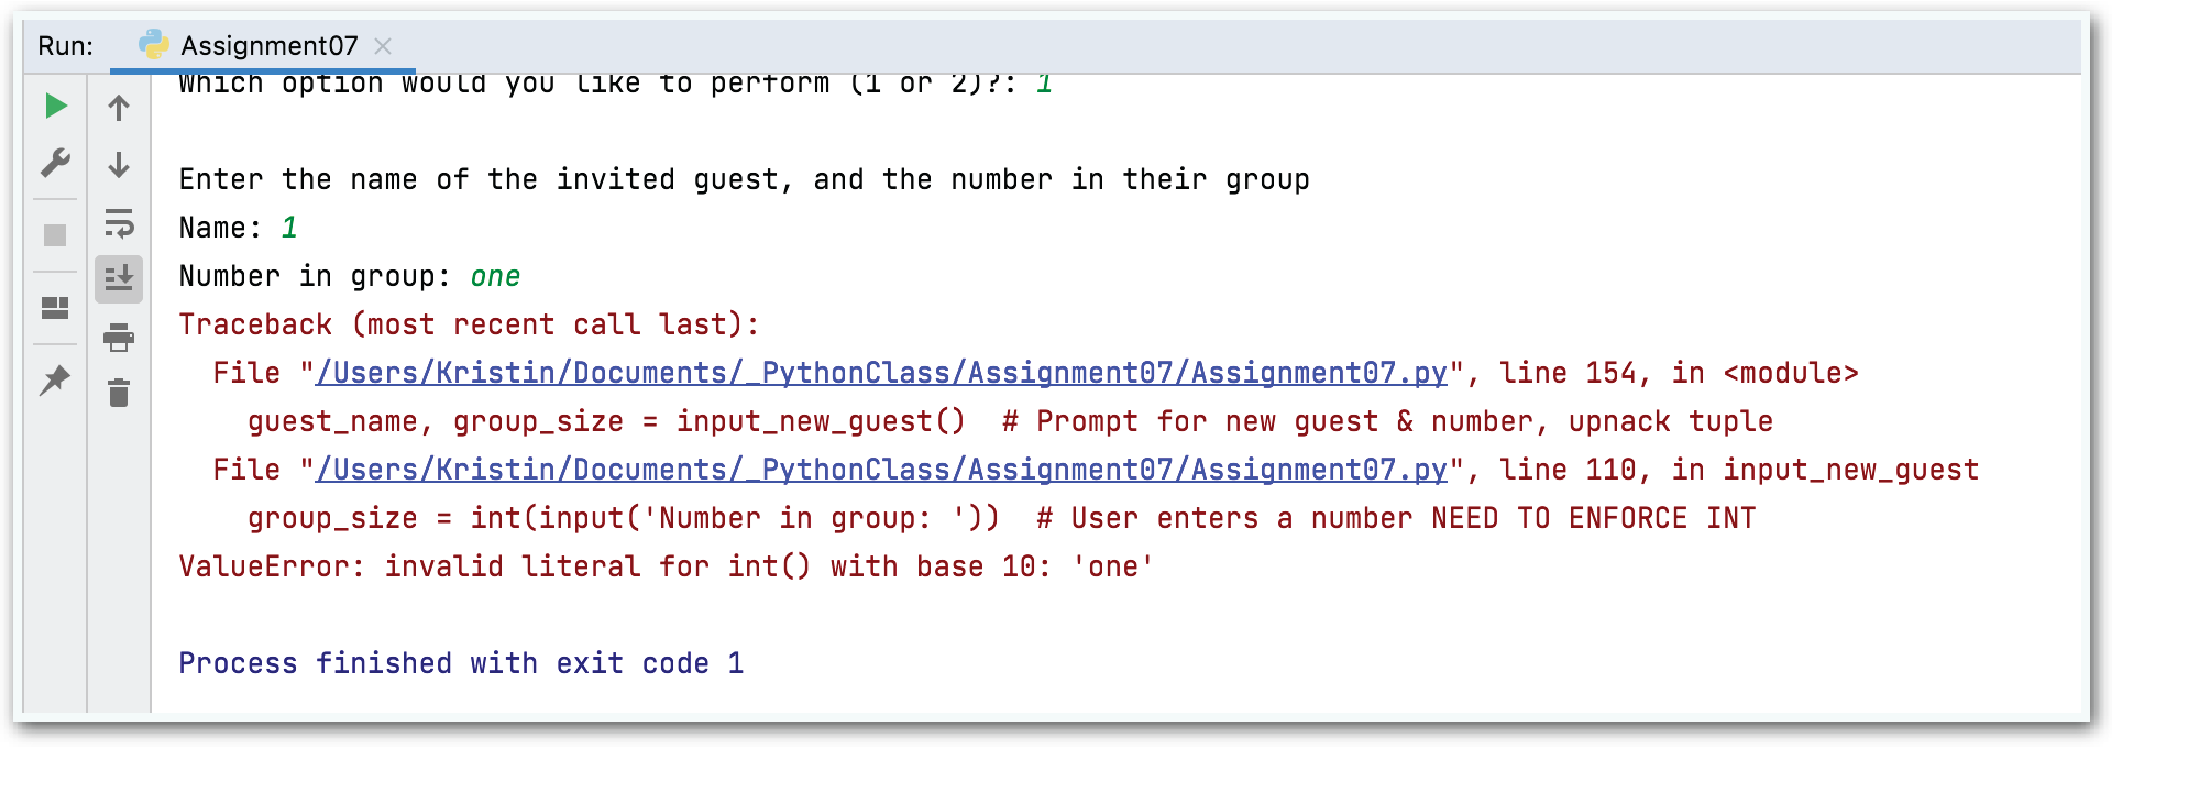 Run: Assignment07
Which option would you like to perform (1 or 2)?: 1
Enter the name of the invited guest, and the number in their group
Name: 1
Number in group: one
Traceback (most recent call last):
  File "/Users/Kristin/Documents/_PythonClass/Assignment07/Assignment07.py", line 154, in <module>
    guest_name, group_size = input_new_guest()  # Prompt for new guest & number, upnack tuple
  File "/Users/Kristin/Documents/_PythonClass/Assignment07/Assignment07.py", line 110, in input_new_guest
    group_size = int(input('Number in group: '))  # User enters a number NEED TO ENFORCE INT
ValueError: invalid literal for int() with base 10: 'one'
Process finished with exit code 1